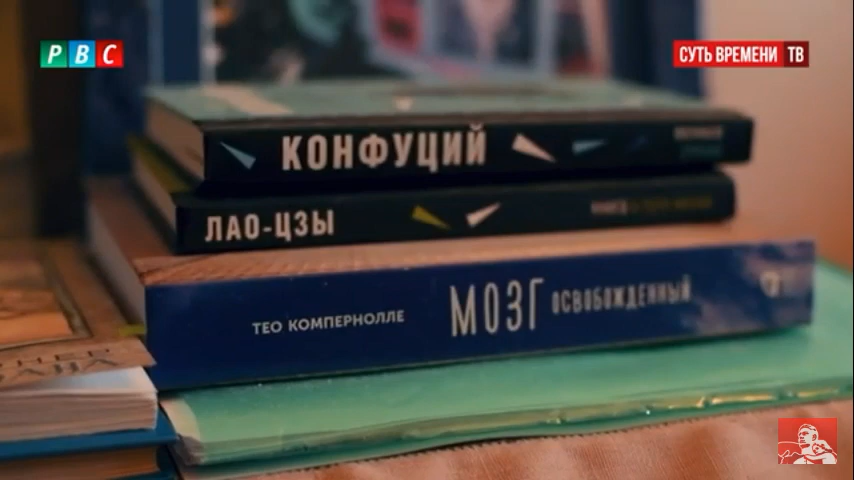 РВС
СУТЬ ВРЕМЕНИ ТВ
КОНФУЦИЙ
ЛАО-ЦЗЫ
ТЕО КОМПЕРНОЛЛЕ МОЗГ ОСВОБОЖДЕННЫЙ